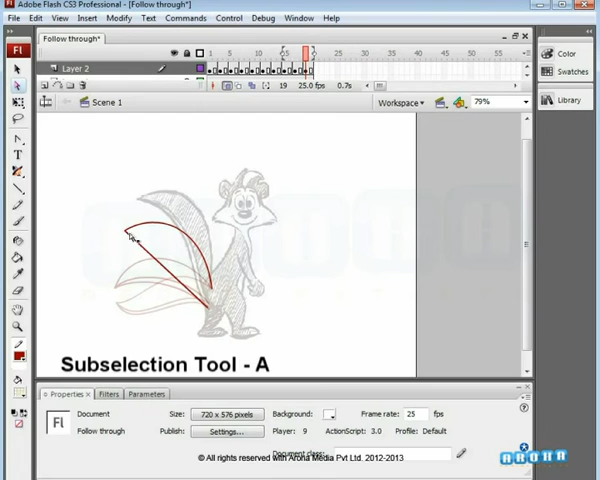 Adobe Flash CS3 Professional - [Follow through*]
File Edit View Insert Modify Text Commands Control Debug Window Help
Follow through*
1 5 10 15 25 30 35 40 45 50 55
Layer 2
19 25.0 fps 0.7s
Scene 1 Workspace 79%
Color
Swatches
Library
Subselection Tool - A
Properties Filters Parameters
Fl Document Size: 720 x 576 pixels Background: Frame rate: 25 fps
Follow through Publish: Settings... Player: 9 ActionScript: 3.0 Profile: Default
Document class:
© All rights reserved with Aroha Media Pvt Ltd. 2012-2013
AROHA